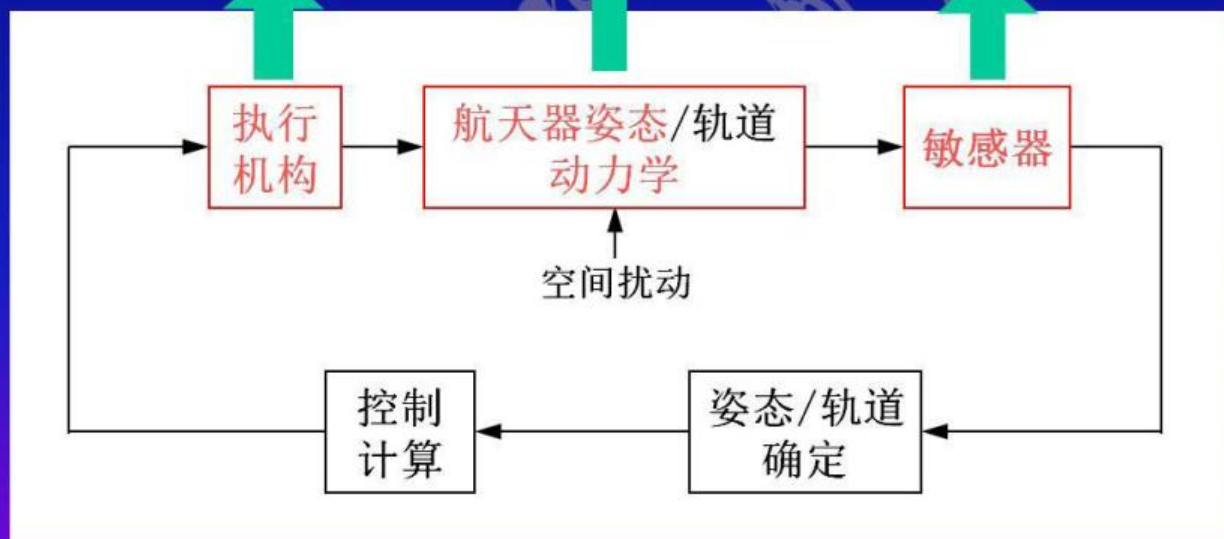 执行
机构
航天器姿态/轨道
动力学
敏感器
空间扰动
控制
计算
姿态/轨道
确定